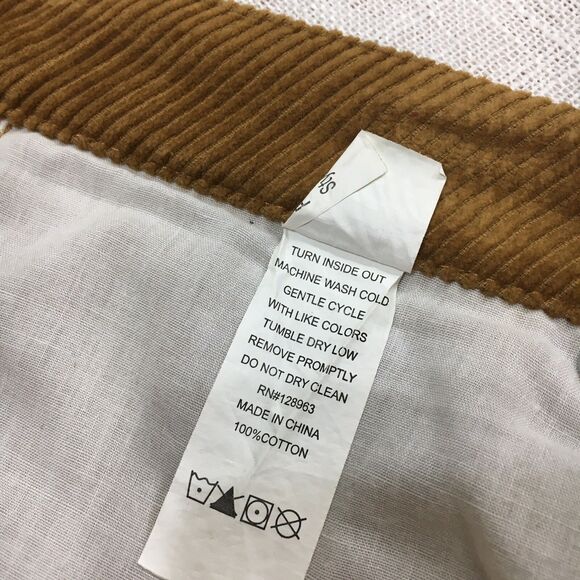 TURN INSIDE OUT
MACHINE WASH COLD
GENTLE CYCLE
WITH LIKE COLORS
TUMBLE DRY LOW
REMOVE PROMPTLY
DO NOT DRY CLEAN
RN#128963
MADE IN CHINA
100%COTTON